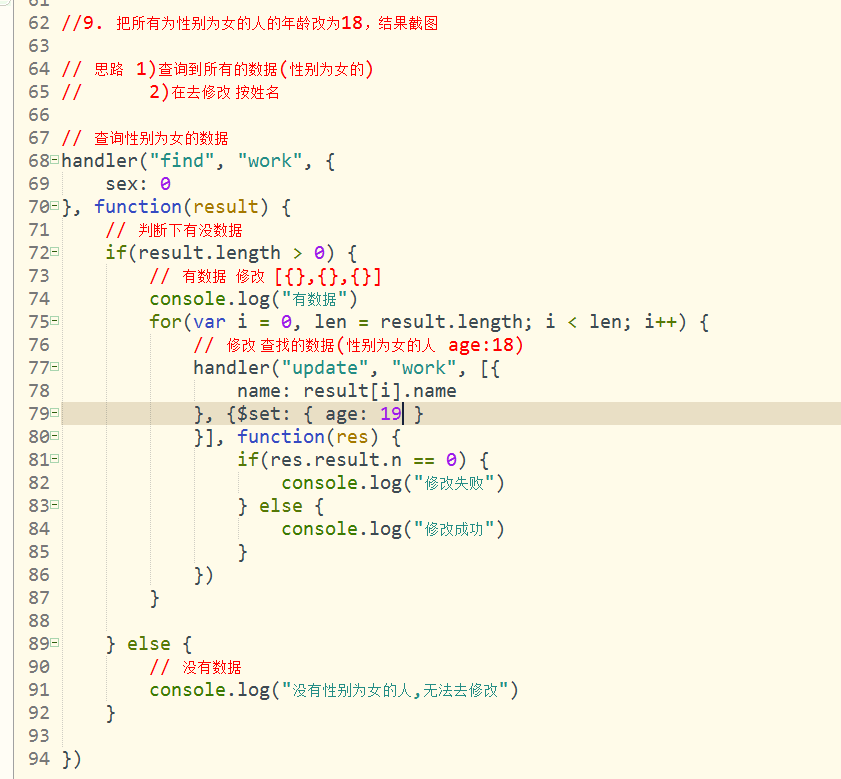 61
62 //9. 把所有为性别为女的人的年龄改为18，结果截图
63
64 // 思路 1)查询到所有的数据(性别为女的)
65 //      2)在去修改 按姓名
66
67 // 查询性别为女的数据
68 handler("find", "work", {
69     sex: 0
70 }, function(result) {
71     // 判断下有没数据
72     if(result.length > 0) {
73         // 有数据 修改 [{},{},{}]
74         console.log("有数据")
75         for(var i = 0, len = result.length; i < len; i++) {
76             // 修改 查找的数据(性别为女的人 age:18)
77             handler("update", "work", [{
78                 name: result[i].name
79             }, {$set: { age: 19 }
80             }], function(res) {
81                 if(res.result.n == 0) {
82                     console.log("修改失败")
83                 } else {
84                     console.log("修改成功")
85                 }
86             })
87         }
88
89     } else {
90         // 没有数据
91         console.log("没有性别为女的人,无法去修改")
92     }
93
94 })